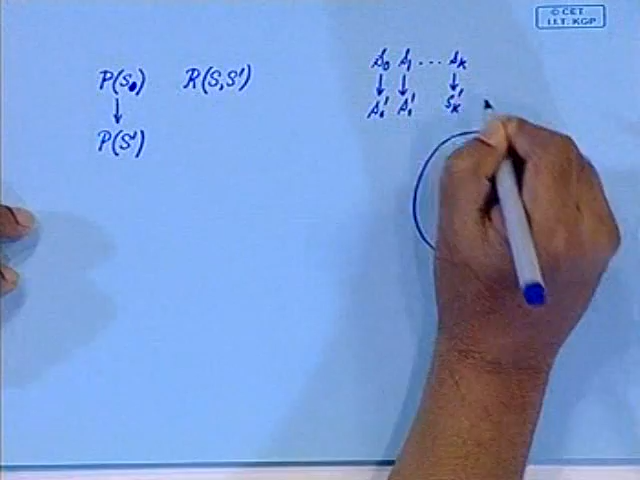 © CET
I.I.T. KGP
P(S₀) R(S,S')
↓
P(S')
s₀ s₁ ... sₖ
↓ ↓ ↓
s₀' s₁' sₖ'